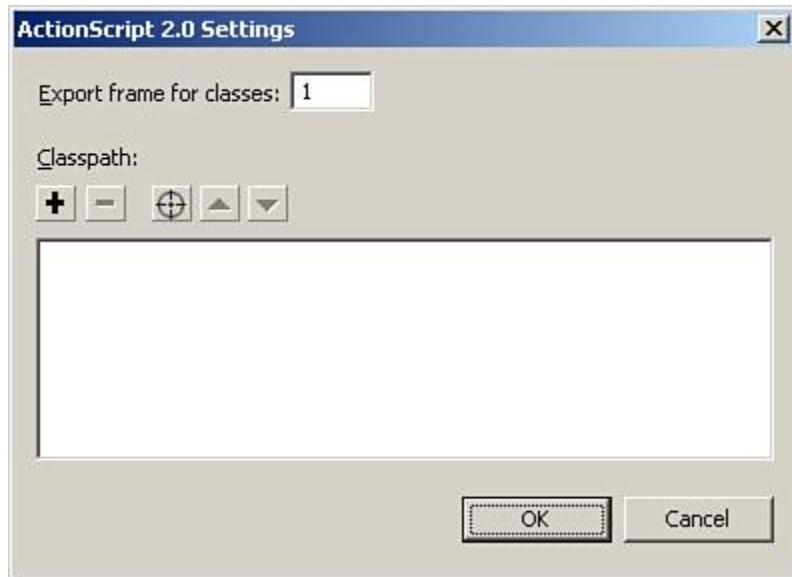 ActionScript 2.0 Settings
Export frame for classes: 1
Classpath:
OK Cancel